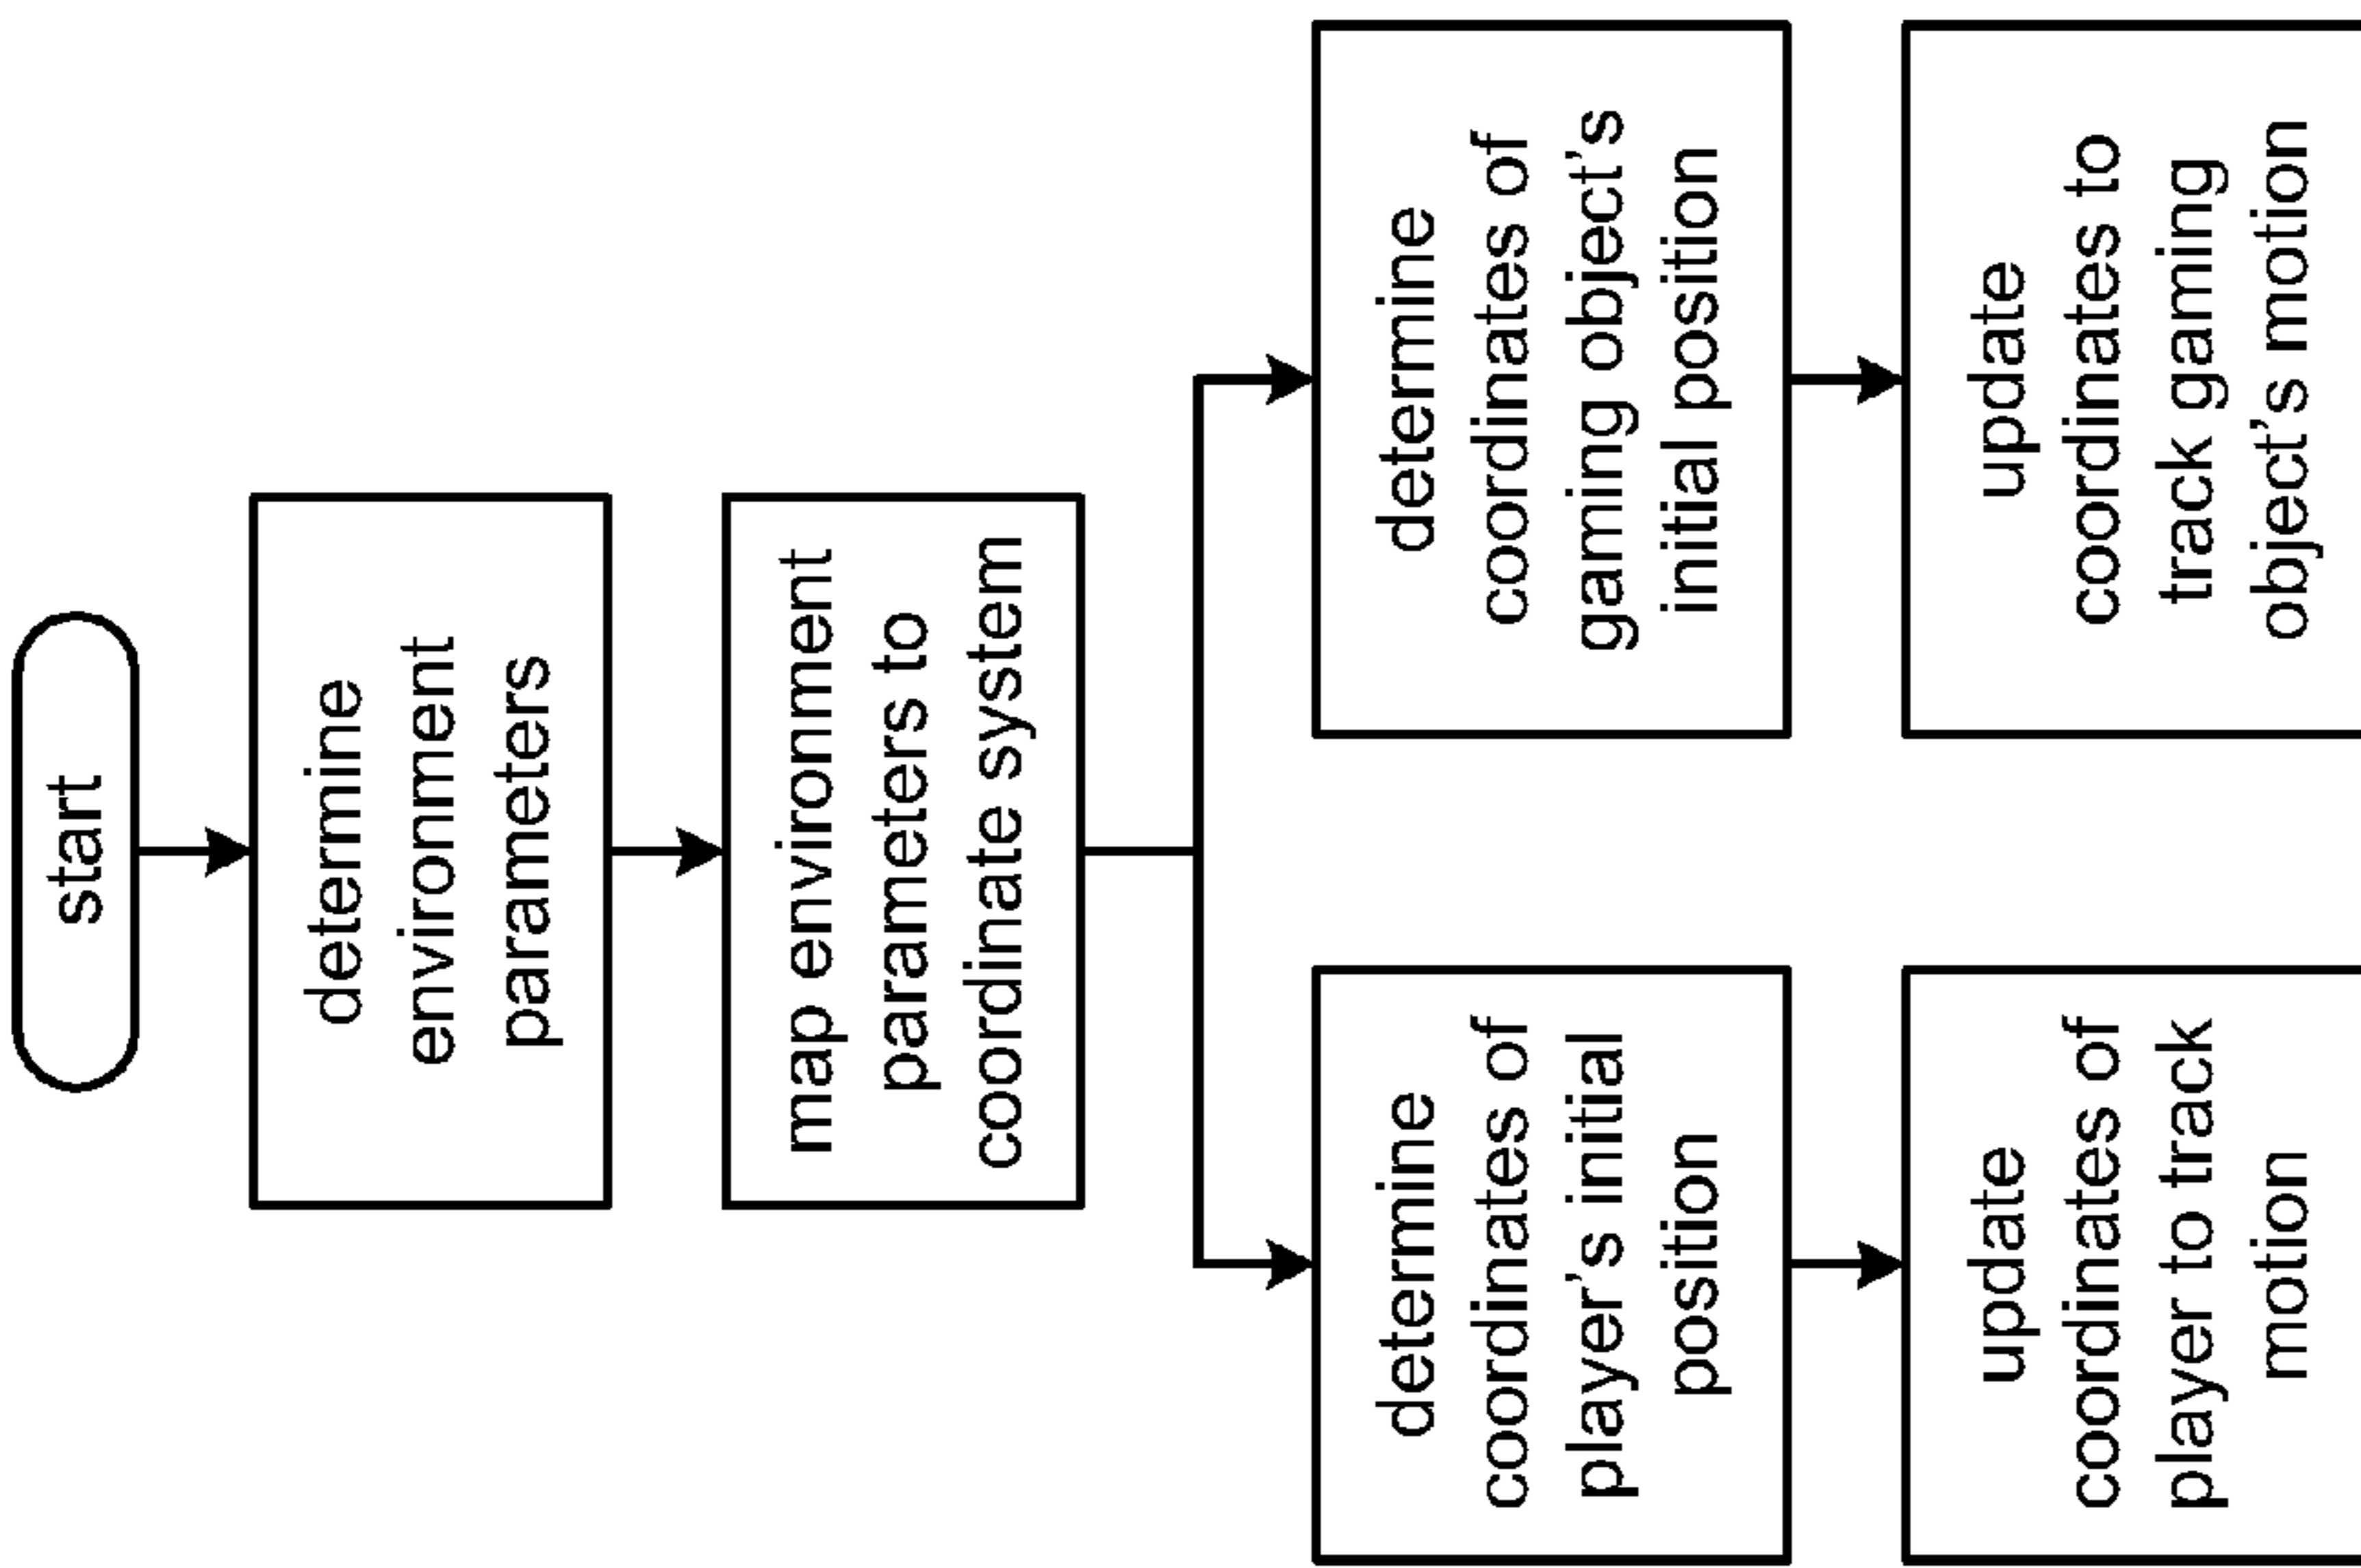 start
determine
environment
parameters
map environment
parameters to
coordinate system
determine
coordinates of
player's initial
position
determine
coordinates of
gaming object's
initial position
update
coordinates of
player to track
motion
update
coordinates to
track gaming
object's motion